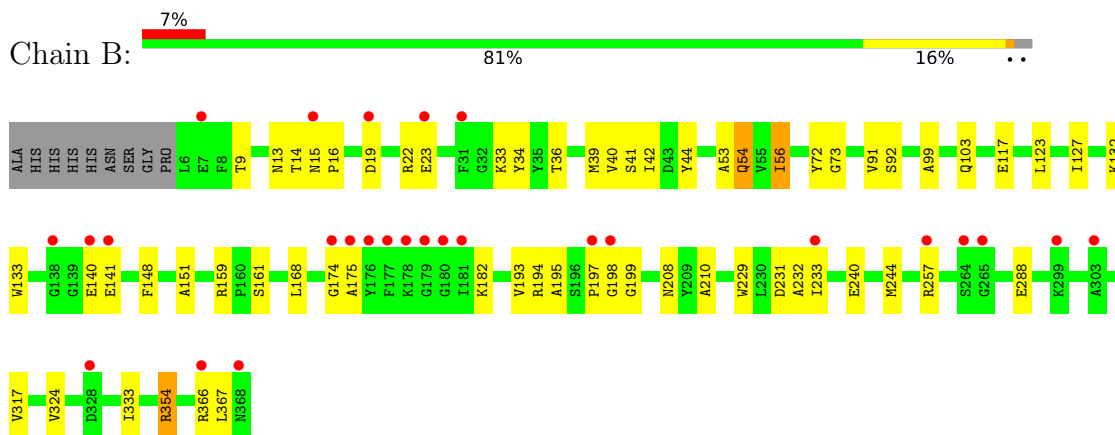 7%
Chain B:
81% 16% ••
ALA HIS HIS HIS HIS ASN SER GLY PRO L6 E7 F8 T9 N13 T14 N15 P16 D19 R22 E23 F31 G32 K33 Y34 Y35 T36 M39 V40 S41 I42 D43 Y44 A53 Q54 V55 I56 Y72 G73 V91 S92 A99 Q103 E117 L123 I127 K132
W133 G138 G139 E140 E141 F148 A151 R159 P160 S161 L168 G174 A175 Y176 F177 K178 G179 G180 I181 K182 V193 R194 A195 S196 P197 G198 G199 N208 Y209 A210 W229 L230 D231 A232 I233 E240 M244 R257 S264 G265 E288 K299 A303
V317 V324 D328 I333 R354 R366 L367 N368